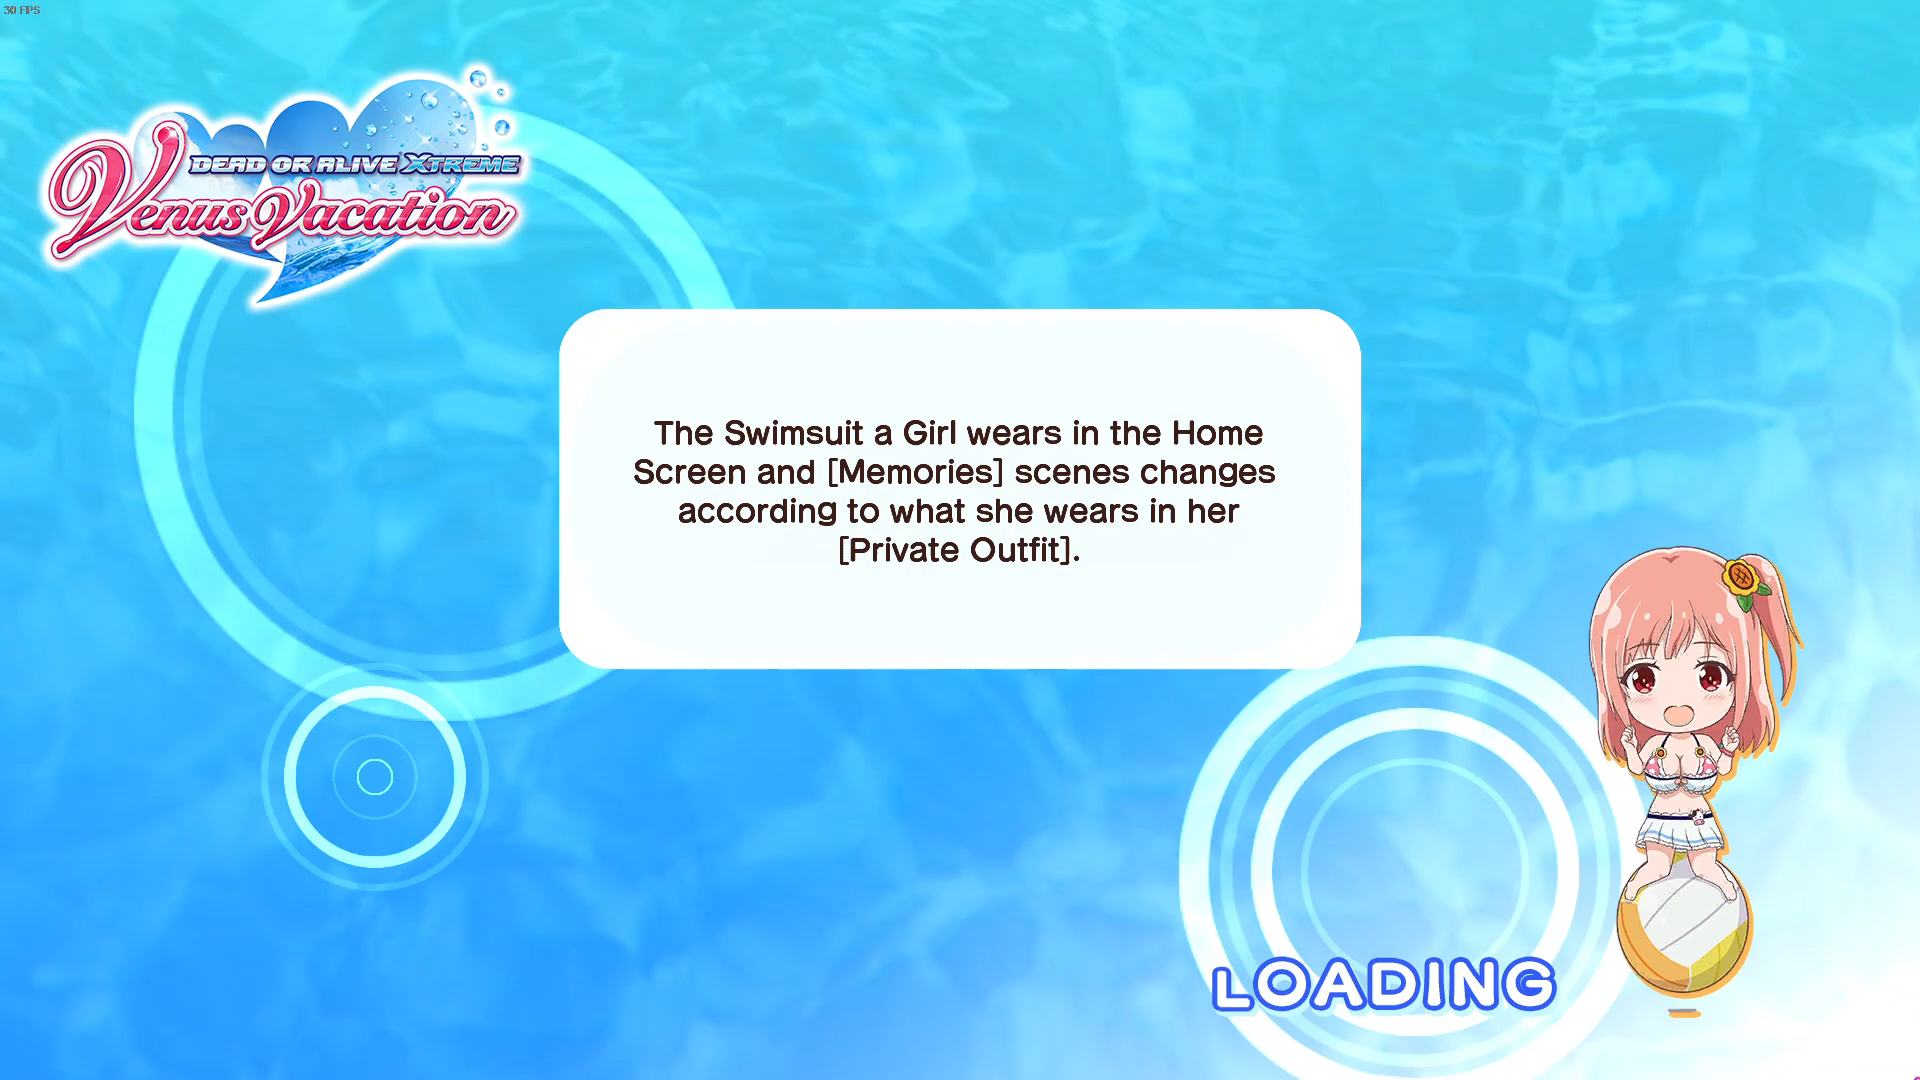 30 FPS
DEAD OR ALIVE XTREME
Venus Vacation
The Swimsuit a Girl wears in the Home
Screen and [Memories] scenes changes
according to what she wears in her
[Private Outfit].
LOADING